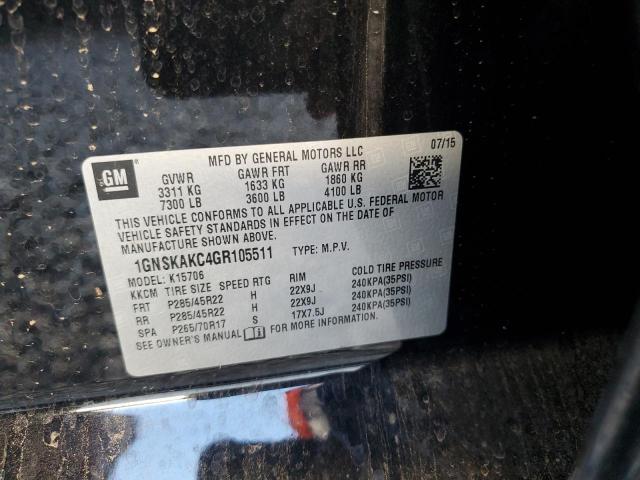 GM
MFD BY GENERAL MOTORS LLC
07/15
GVWR GAWR FRT GAWR RR
3311 KG 1633 KG 1860 KG
7300 LB 3600 LB 4100 LB
THIS VEHICLE CONFORMS TO ALL APPLICABLE U.S. FEDERAL MOTOR
VEHICLE SAFETY STANDARDS IN EFFECT ON THE DATE OF
MANUFACTURE SHOWN ABOVE.
1GNSKAKC4GR105511 TYPE: M.P.V.
MODEL: K15706
KKCM TIRE SIZE SPEED RTG RIM COLD TIRE PRESSURE
FRT P285/45R22 H 22X9J 240KPA(35PSI)
RR P285/45R22 H 22X9J 240KPA(35PSI)
SPA P265/70R17 S 17X7.5J 240KPA(35PSI)
SEE OWNER'S MANUAL FOR MORE INFORMATION.